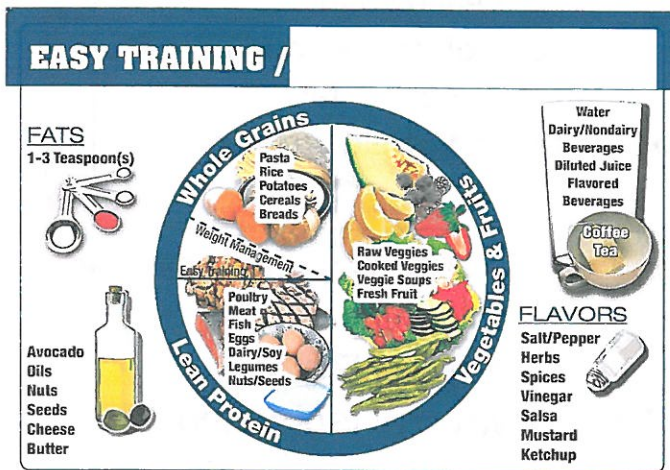 EASY TRAINING /
FATS
1-3 Teaspoon(s)
Avocado
Oils
Nuts
Seeds
Cheese
Butter
Whole Grains
Pasta
Rice
Potatoes
Cereals
Breads
Weight Management
Easy Training
Poultry
Meat
Fish
Eggs
Dairy/Soy
Legumes
Nuts/Seeds
Lean Protein
Raw Veggies
Cooked Veggies
Veggie Soups
Fresh Fruit
Vegetables & Fruits
Water
Dairy/Nondairy
Beverages
Diluted Juice
Flavored
Beverages
Coffee
Tea
FLAVORS
Salt/Pepper
Herbs
Spices
Vinegar
Salsa
Mustard
Ketchup